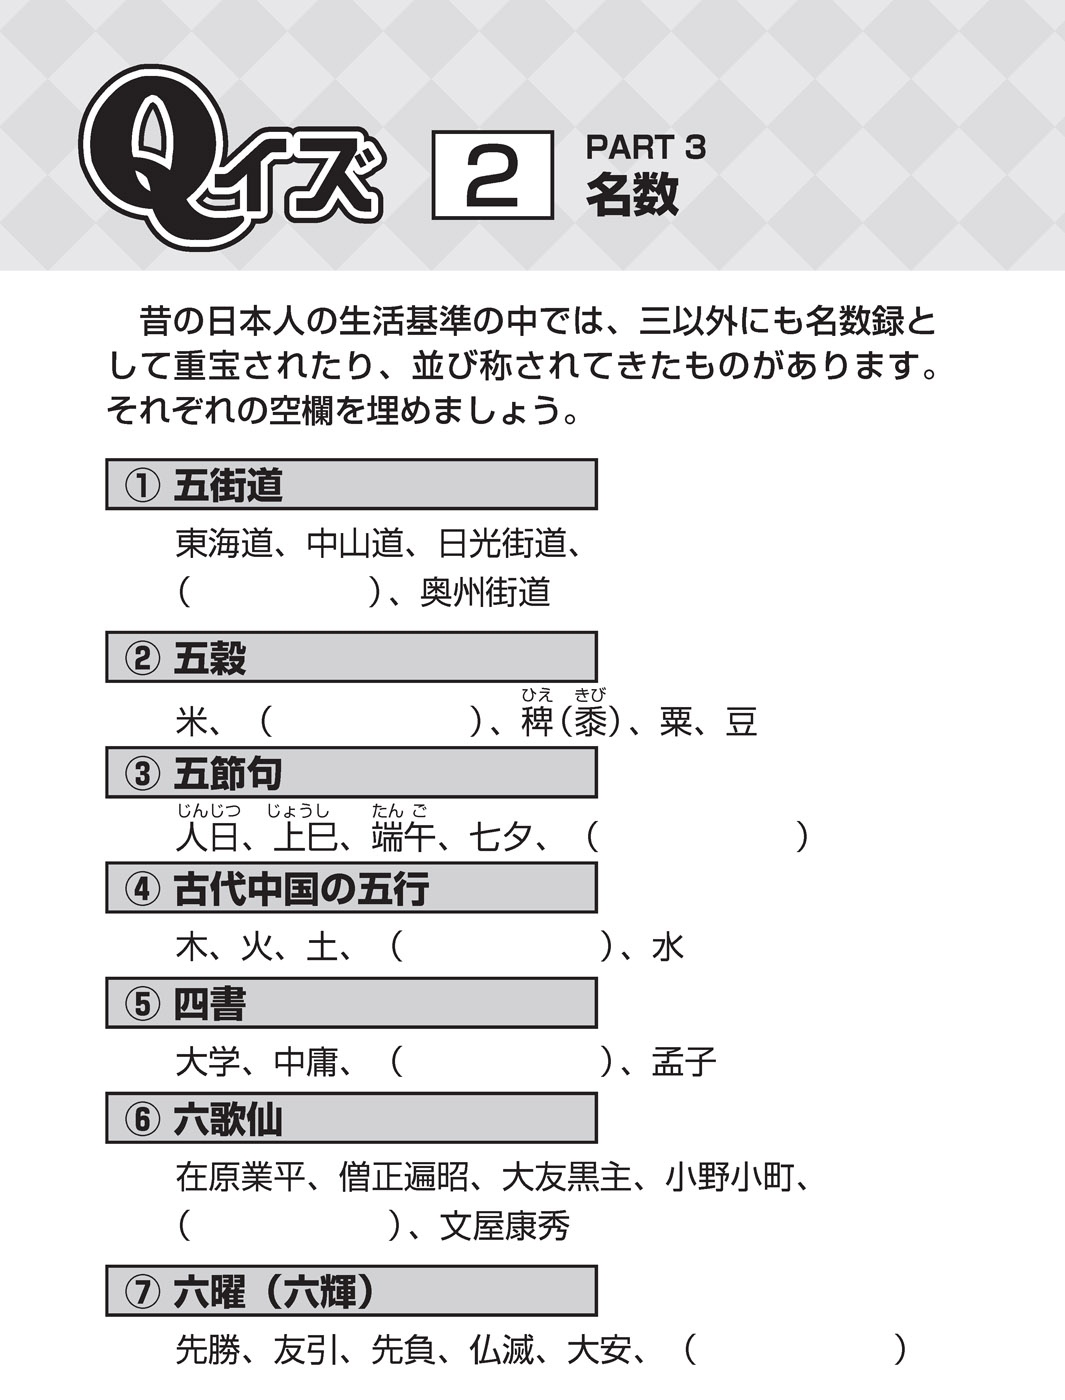 Qイズ 2 PART 3
名数
昔の日本人の生活基準の中では、三以外にも名数録と
して重宝されたり、並び称されてきたものがあります。
それぞれの空欄を埋めましょう。
① 五街道
東海道、中山道、日光街道、
（　　　　　）、奥州街道
② 五穀
ひえ きび
米、（　　　　　）、稗（黍）、粟、豆
③ 五節句
じんじつ じょうし たんご
人日、上巳、端午、七夕、（　　　　　）
④ 古代中国の五行
木、火、土、（　　　　　）、水
⑤ 四書
大学、中庸、（　　　　　）、孟子
⑥ 六歌仙
在原業平、僧正遍昭、大友黒主、小野小町、
（　　　　　）、文屋康秀
⑦ 六曜（六輝）
先勝、友引、先負、仏滅、大安、（　　　　　）